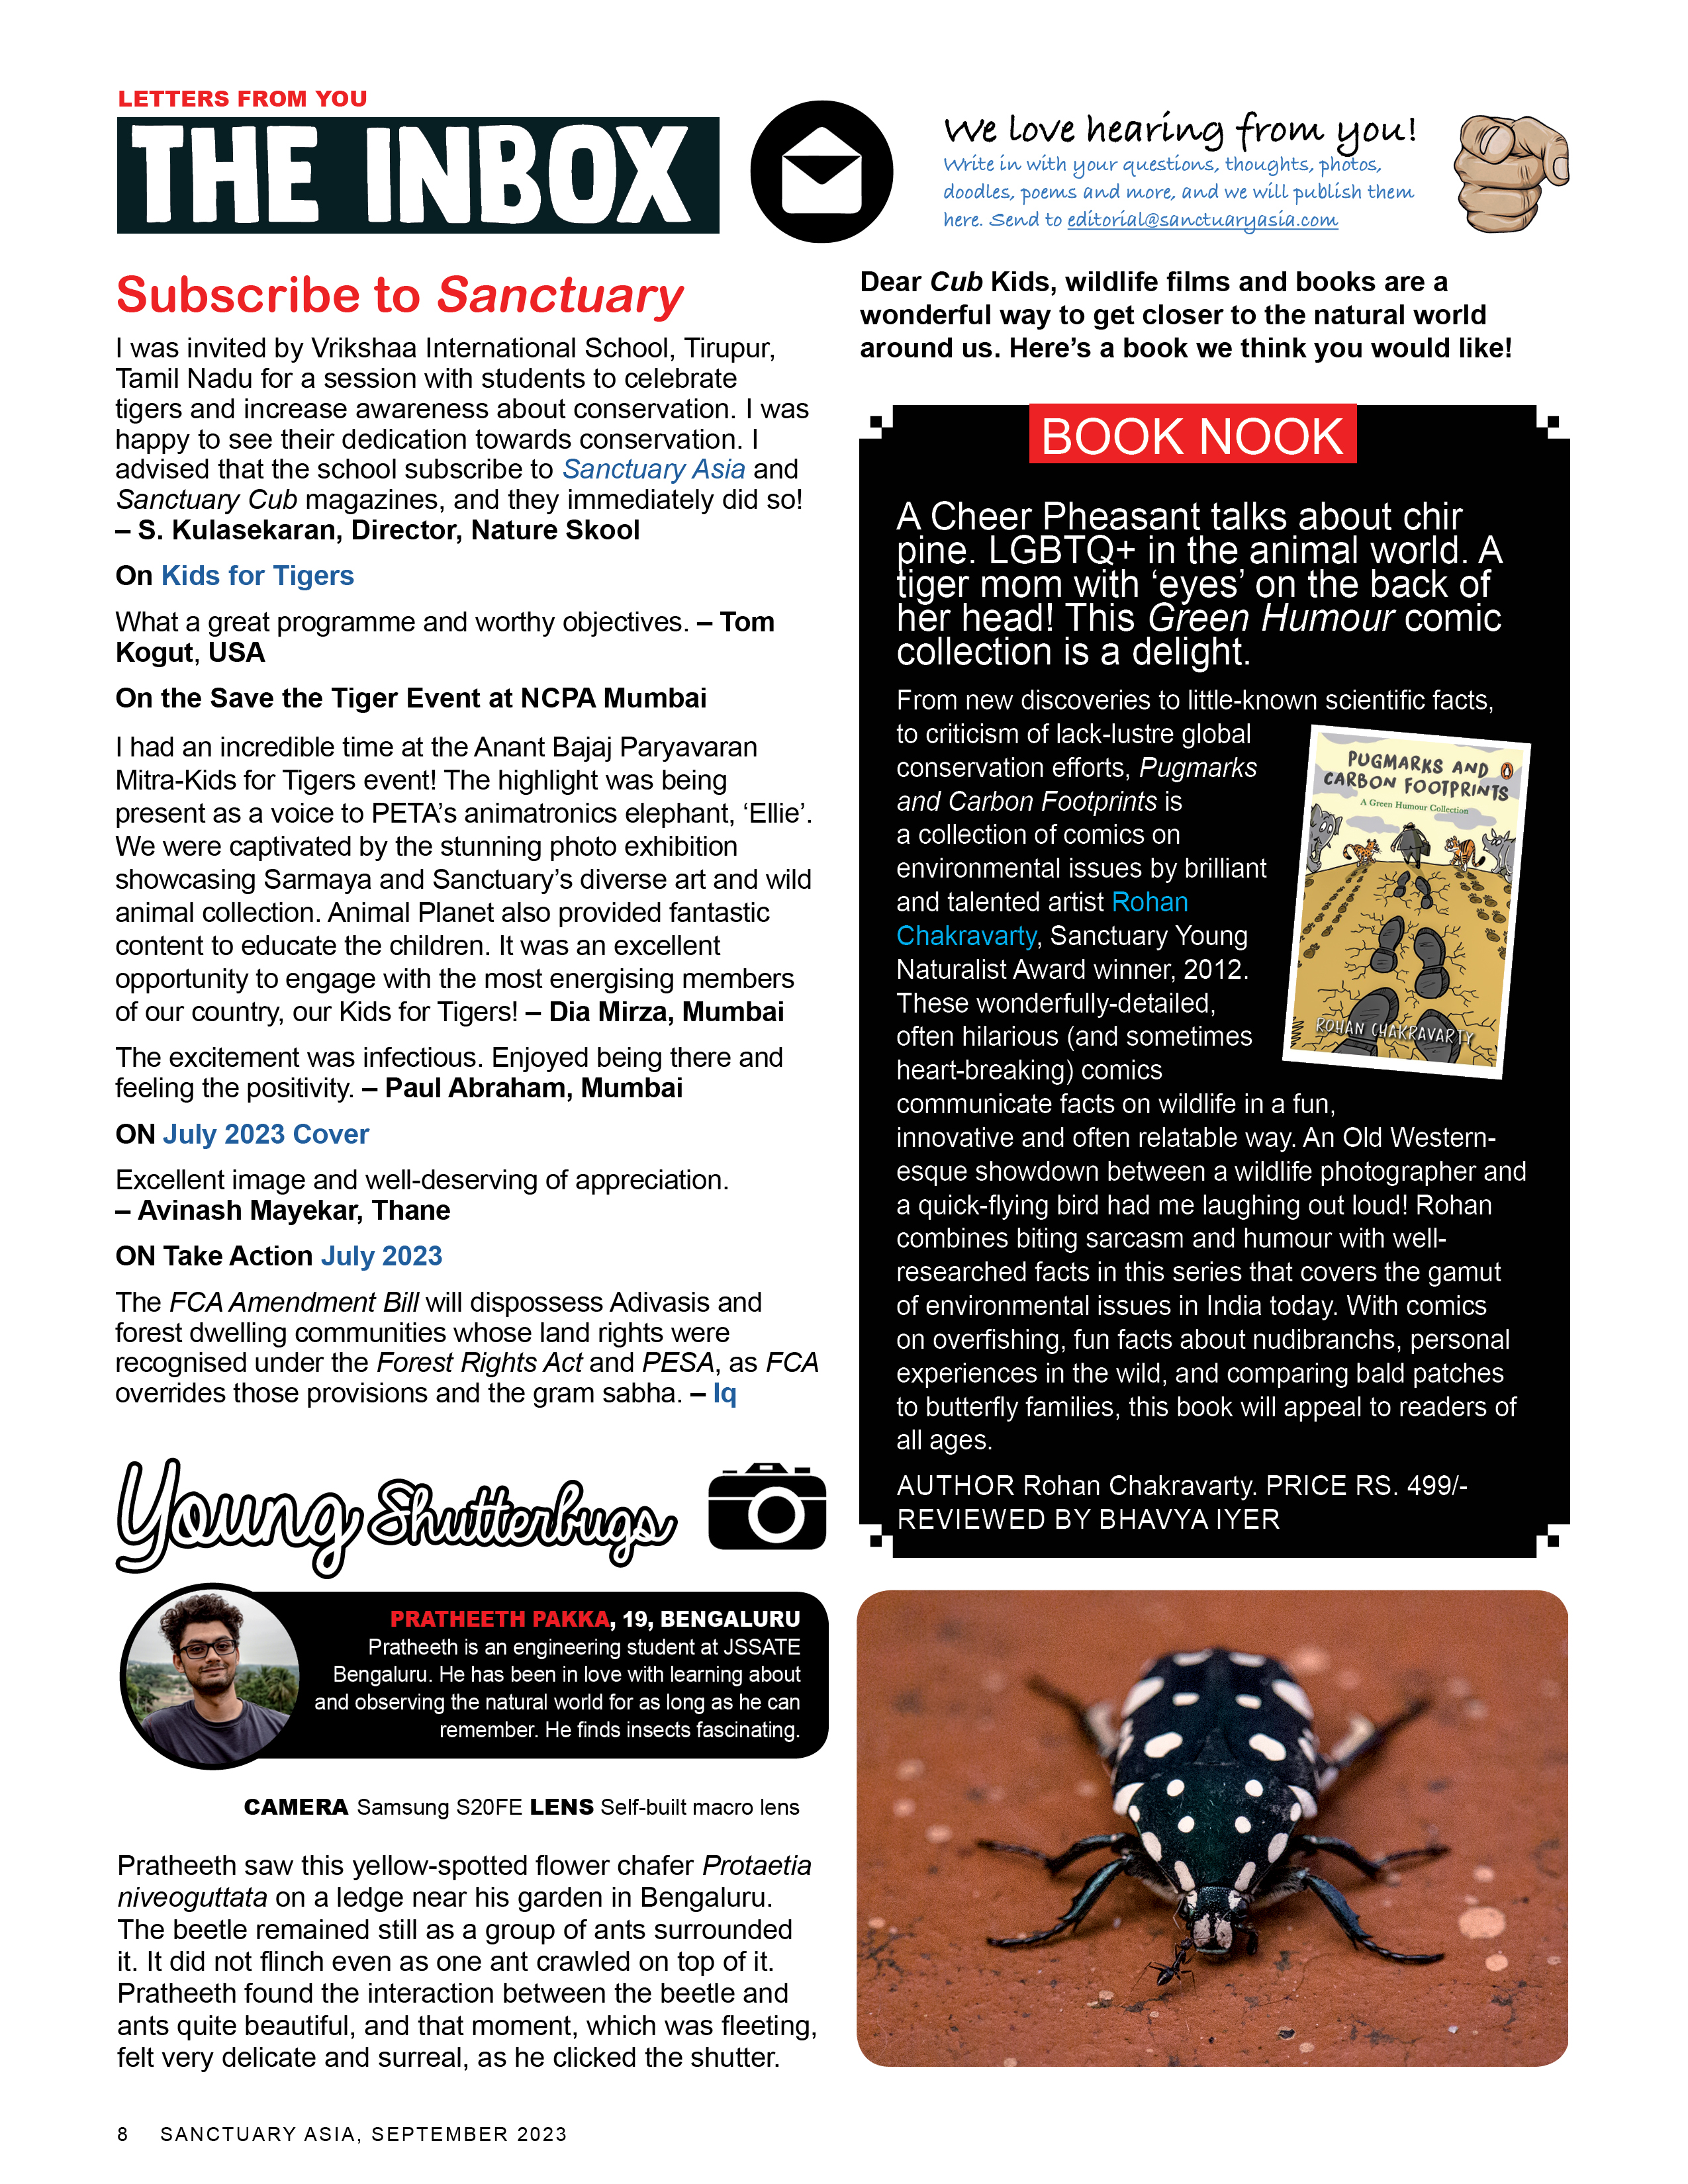 LETTERS FROM YOU
THE INBOX
We love hearing from you!
Write in with your questions, thoughts, photos,
doodles, poems and more, and we will publish them
here. Send to editorial@sanctuaryasia.com
Subscribe to Sanctuary
I was invited by Vrikshaa International School, Tirupur,
Tamil Nadu for a session with students to celebrate
tigers and increase awareness about conservation. I was
happy to see their dedication towards conservation. I
advised that the school subscribe to Sanctuary Asia and
Sanctuary Cub magazines, and they immediately did so!
– S. Kulasekaran, Director, Nature Skool
On Kids for Tigers
What a great programme and worthy objectives. – Tom
Kogut, USA
On the Save the Tiger Event at NCPA Mumbai
I had an incredible time at the Anant Bajaj Paryavaran
Mitra-Kids for Tigers event! The highlight was being
present as a voice to PETA’s animatronics elephant, ‘Ellie’.
We were captivated by the stunning photo exhibition
showcasing Sarmaya and Sanctuary’s diverse art and wild
animal collection. Animal Planet also provided fantastic
content to educate the children. It was an excellent
opportunity to engage with the most energising members
of our country, our Kids for Tigers! – Dia Mirza, Mumbai
The excitement was infectious. Enjoyed being there and
feeling the positivity. – Paul Abraham, Mumbai
ON July 2023 Cover
Excellent image and well-deserving of appreciation.
– Avinash Mayekar, Thane
ON Take Action July 2023
The FCA Amendment Bill will dispossess Adivasis and
forest dwelling communities whose land rights were
recognised under the Forest Rights Act and PESA, as FCA
overrides those provisions and the gram sabha. – Iq
Dear Cub Kids, wildlife films and books are a
wonderful way to get closer to the natural world
around us. Here’s a book we think you would like!
BOOK NOOK
A Cheer Pheasant talks about chir
pine. LGBTQ+ in the animal world. A
tiger mom with ‘eyes’ on the back of
her head! This Green Humour comic
collection is a delight.
From new discoveries to little-known scientific facts,
to criticism of lack-lustre global
conservation efforts, Pugmarks
and Carbon Footprints is
a collection of comics on
environmental issues by brilliant
and talented artist Rohan
Chakravarty, Sanctuary Young
Naturalist Award winner, 2012.
These wonderfully-detailed,
often hilarious (and sometimes
heart-breaking) comics
communicate facts on wildlife in a fun,
innovative and often relatable way. An Old Western-
esque showdown between a wildlife photographer and
a quick-flying bird had me laughing out loud! Rohan
combines biting sarcasm and humour with well-
researched facts in this series that covers the gamut
of environmental issues in India today. With comics
on overfishing, fun facts about nudibranchs, personal
experiences in the wild, and comparing bald patches
to butterfly families, this book will appeal to readers of
all ages.
AUTHOR Rohan Chakravarty. PRICE RS. 499/-
REVIEWED BY BHAVYA IYER
PUGMARKS AND
CARBON FOOTPRINTS
A Green Humour Collection
ROHAN CHAKRAVARTY
Young Shutterbugs
PRATHEETH PAKKA, 19, BENGALURU
Pratheeth is an engineering student at JSSATE
Bengaluru. He has been in love with learning about
and observing the natural world for as long as he can
remember. He finds insects fascinating.
CAMERA Samsung S20FE LENS Self-built macro lens
Pratheeth saw this yellow-spotted flower chafer Protaetia
niveoguttata on a ledge near his garden in Bengaluru.
The beetle remained still as a group of ants surrounded
it. It did not flinch even as one ant crawled on top of it.
Pratheeth found the interaction between the beetle and
ants quite beautiful, and that moment, which was fleeting,
felt very delicate and surreal, as he clicked the shutter.
8 SANCTUARY ASIA, SEPTEMBER 2023